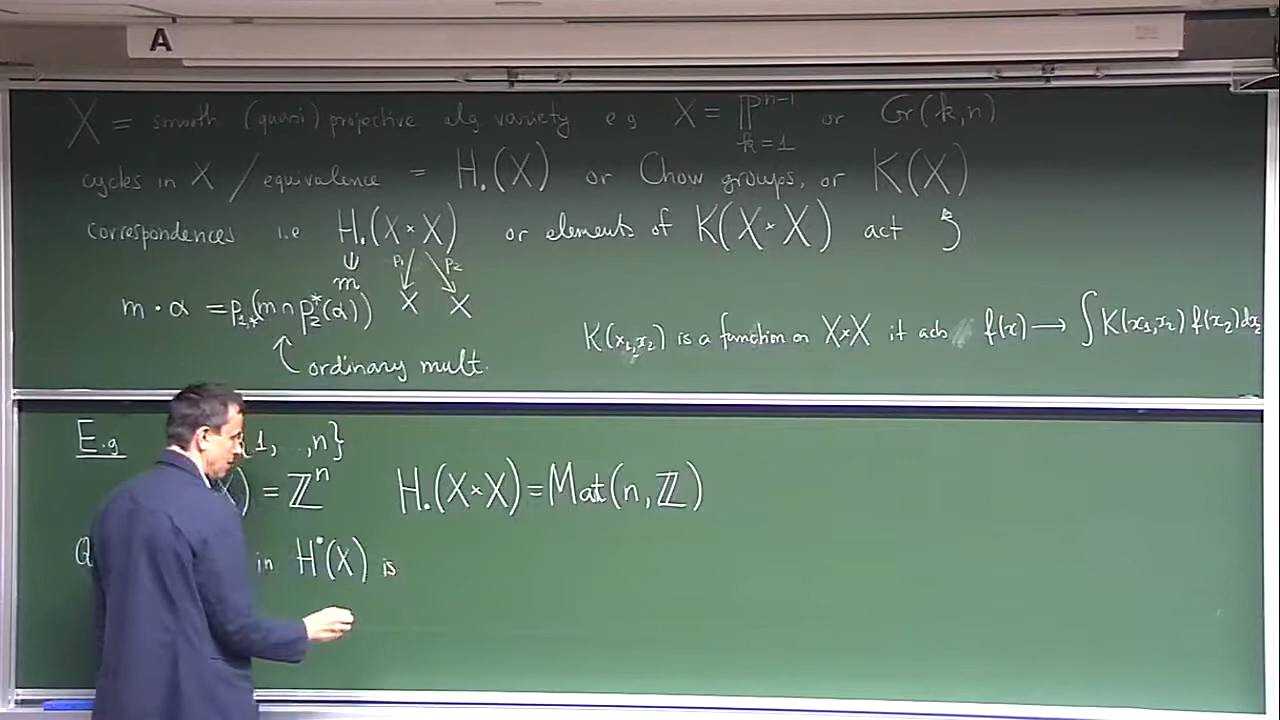 A
X = smooth (quasi) projective alg variety e.g X = ℙⁿ⁻¹ or Gr(k,n)
k=1
cycles in X / equivalence = H.(X) or Chow groups, or K(X)
correspondences i.e H.(X × X) or elements of K(X × X) act
p₁ p₂
m
m · α = p₁,*(m ∩ p₂*(α)) X X
K(x₁,x₂) is a function on X×X it acts f(x) → ∫K(x₁,x₂) f(x₂)dx₂
ordinary mult.
E.g 1, ..,n}
X) = ℤⁿ H.(X×X) = Mat(n, ℤ)
Q in H˙(X) is